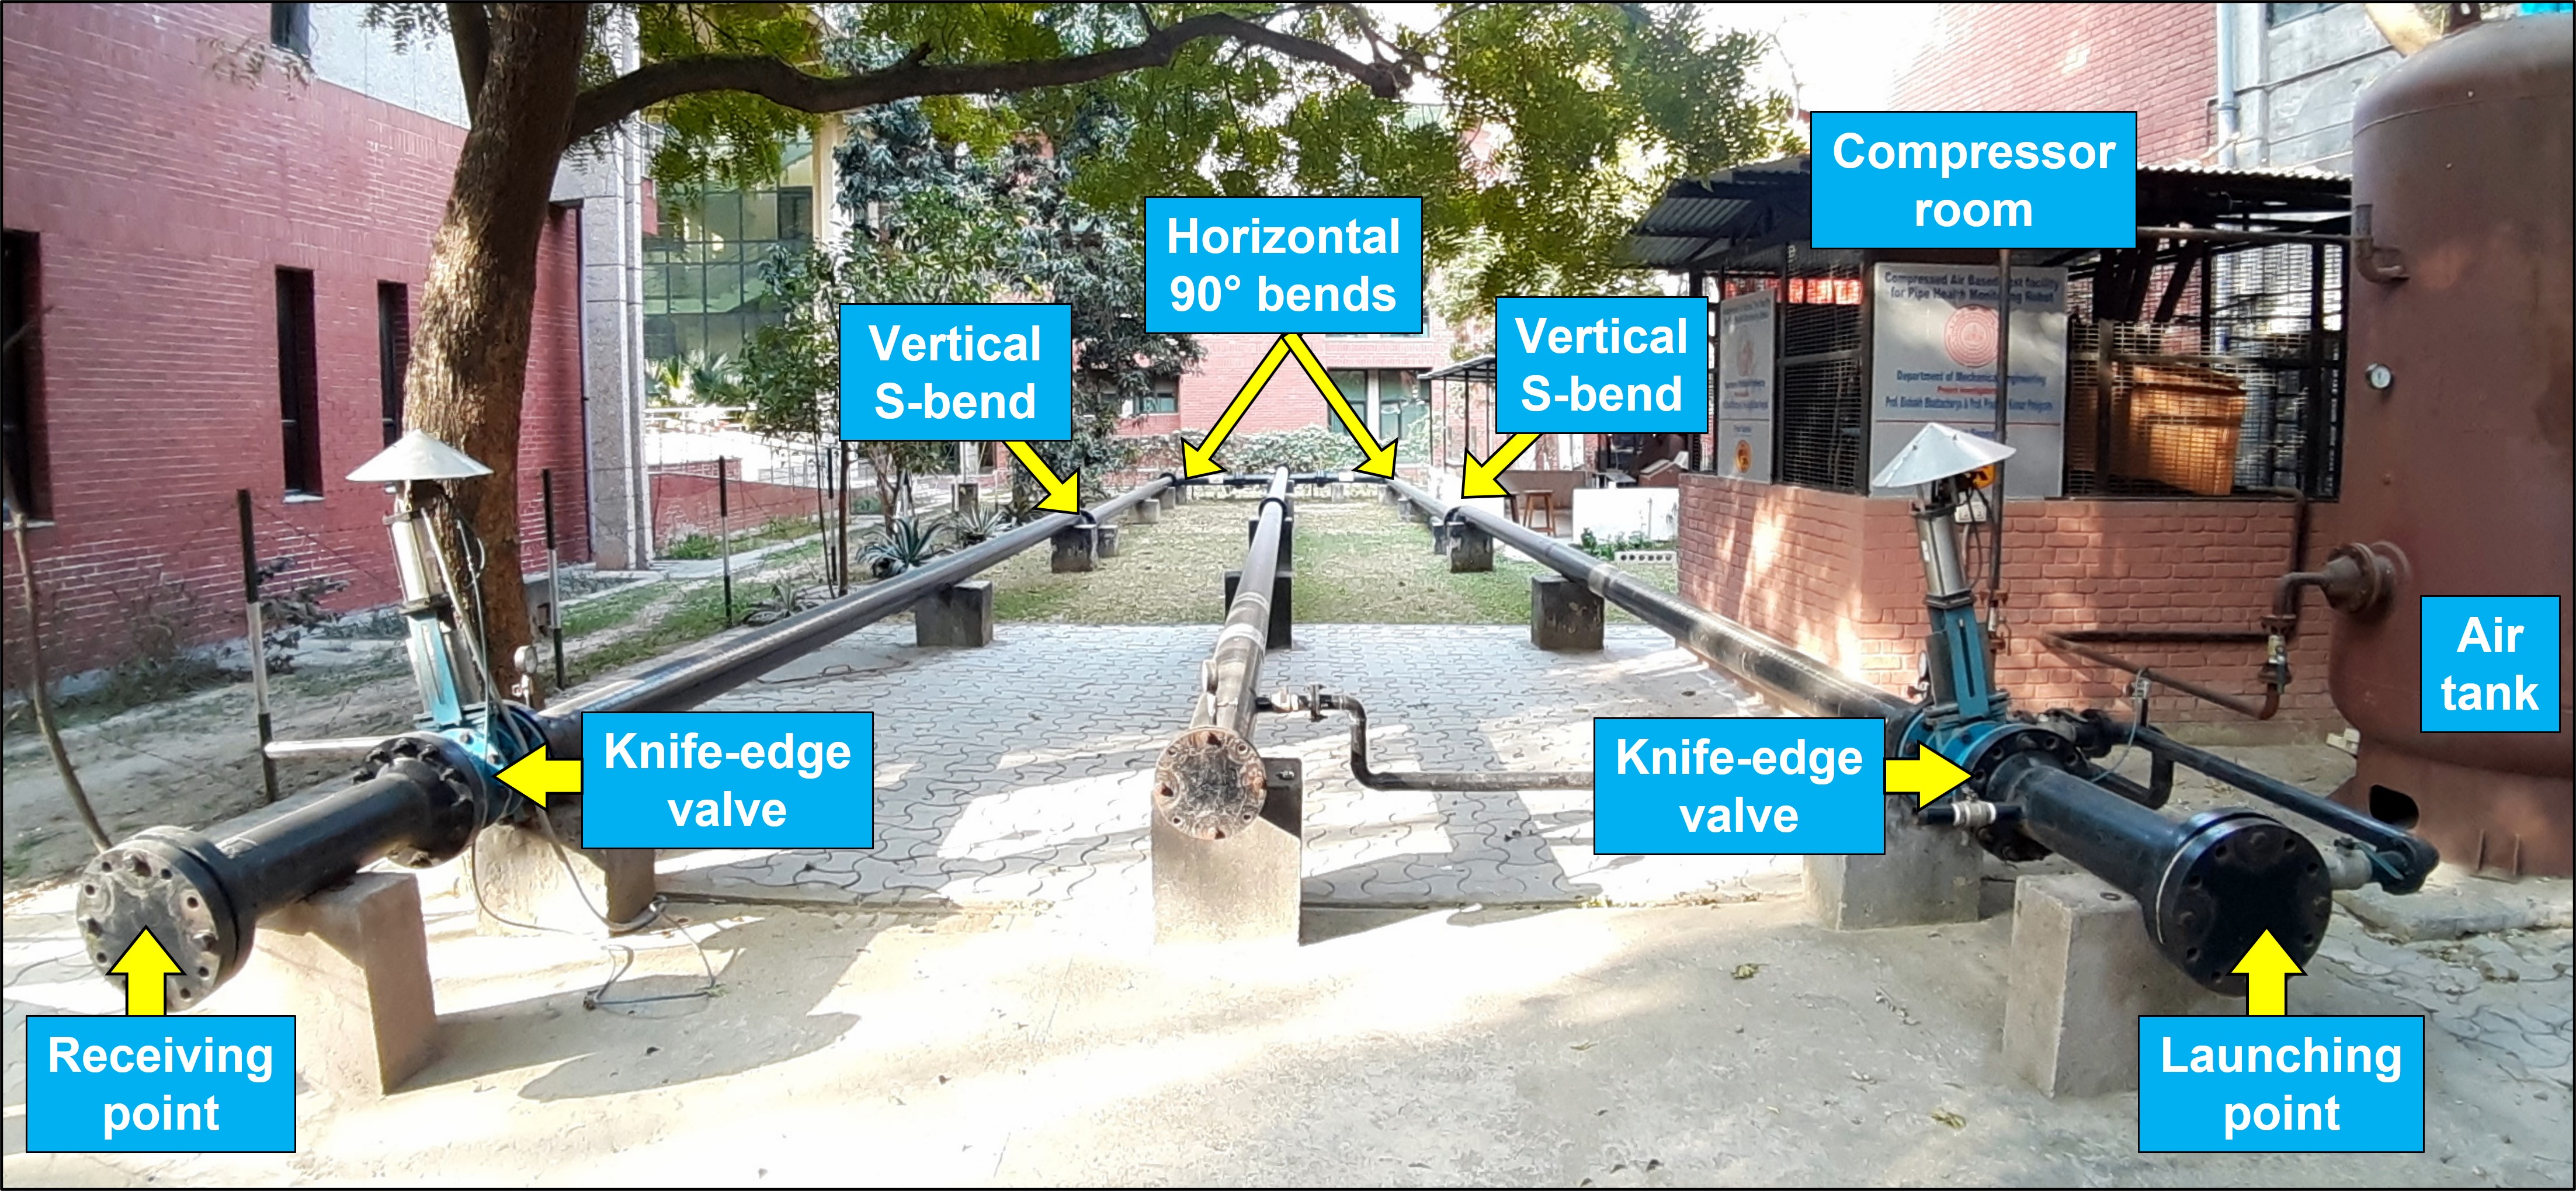 Compressor
room
Horizontal
90° bends
Vertical
S-bend
Vertical
S-bend
Compressed Air Based Test facility
for Pipe Health Monitoring Robot
Department of Mechanical Engineering
Air
tank
Knife-edge
valve
Knife-edge
valve
Receiving
point
Launching
point